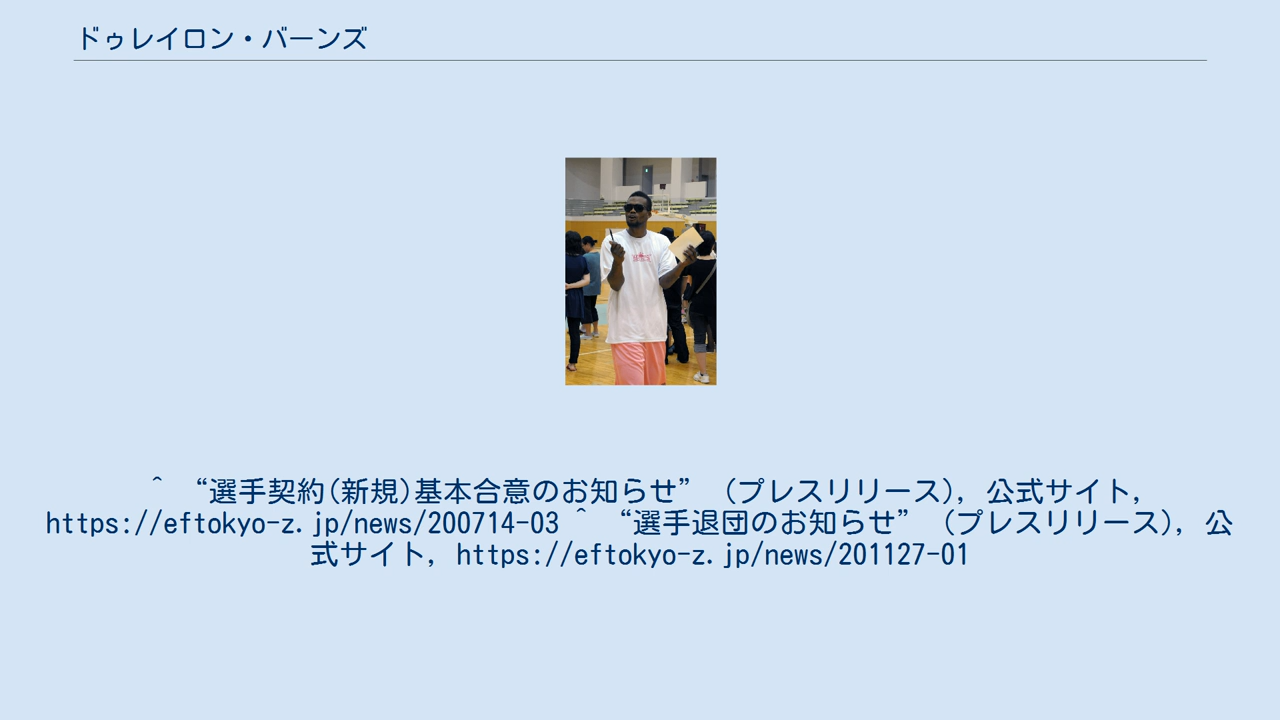 ドゥレイロン・バーンズ
^ “選手契約(新規)基本合意のお知らせ” (プレスリリース), 公式サイト,
https://eftokyo-z.jp/news/200714-03 ^ “選手退団のお知らせ” (プレスリリース), 公
式サイト, https://eftokyo-z.jp/news/201127-01